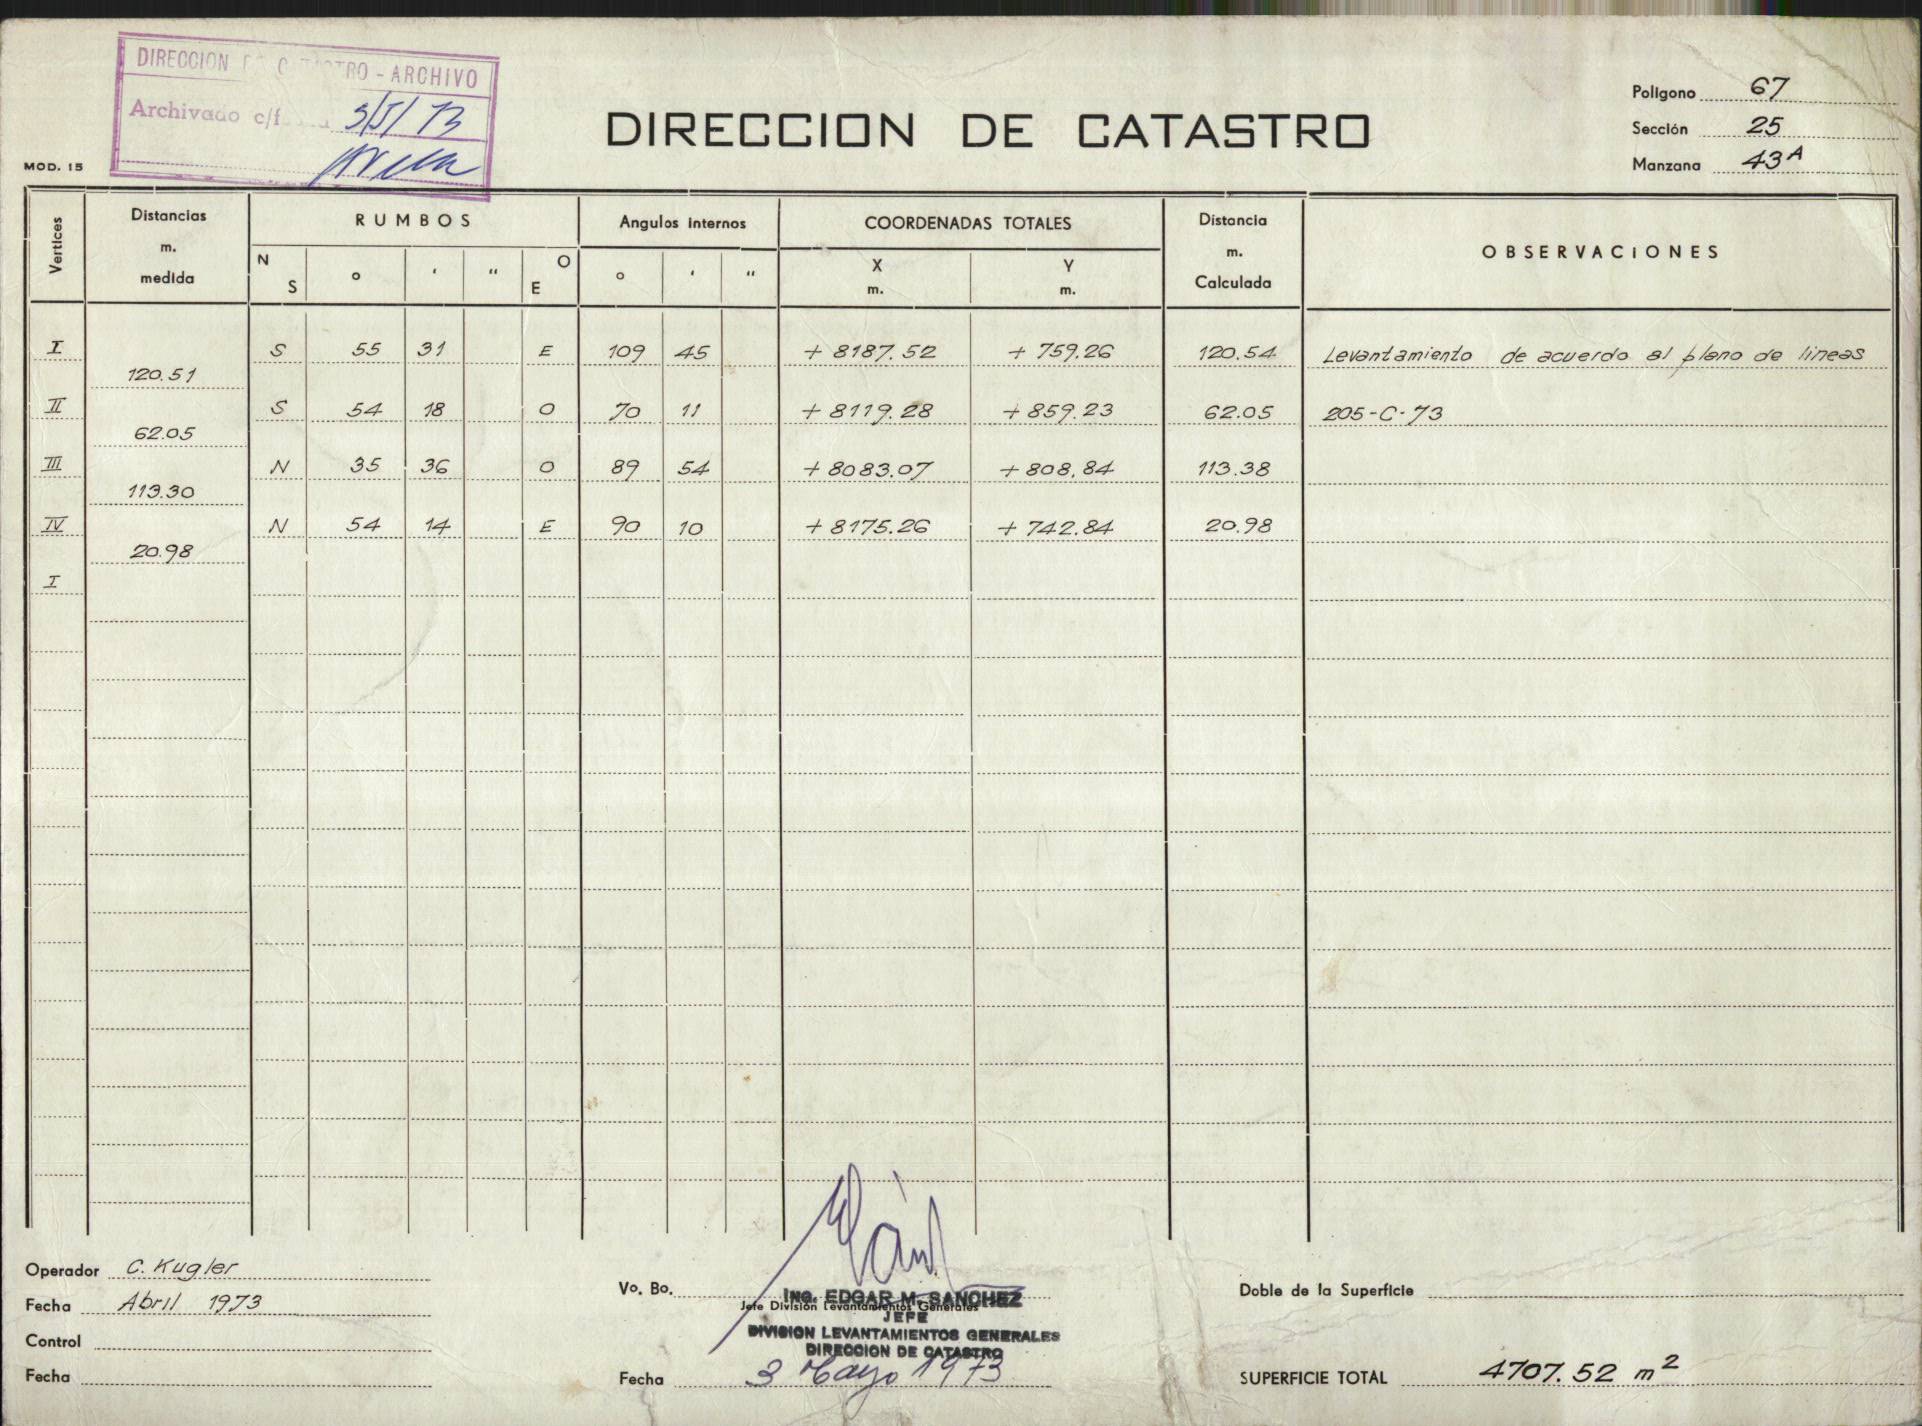 DIRECCION DE CATASTRO - ARCHIVO
Archivado c/f 3/5/73
MOD. 15
DIRECCION DE CATASTRO
Polígono 67
Sección 25
Manzana 43 A
Vertices Distancias m. medida RUMBOS Angulos Internos COORDENADAS TOTALES Distancia m. Calculada OBSERVACIONES
N S ° ' " O E ° ' " X m. Y m.
I S 55 31 E 109 45 + 8187.52 + 759.26 120.54 Levantamiento de acuerdo al plano de líneas
120.51
II S 54 18 O 70 11 + 8119.28 + 859.23 62.05 205-C-73
62.05
III N 35 36 O 89 54 + 8083.07 + 808.84 113.38
113.30
IV N 54 14 E 90 10 + 8175.26 + 742.84 20.98
20.98
I
Operador C. Kugler
Fecha Abril 1973
Control
Fecha
Vo. Bo.
ING. EDGAR M. SANCHEZ
Jefe División Levantamientos Generales
JEFE
DIVISION LEVANTAMIENTOS GENERALES
DIRECCION DE CATASTRO
Fecha 3 Mayo 1973
Doble de la Superficie
SUPERFICIE TOTAL 4707.52 m²